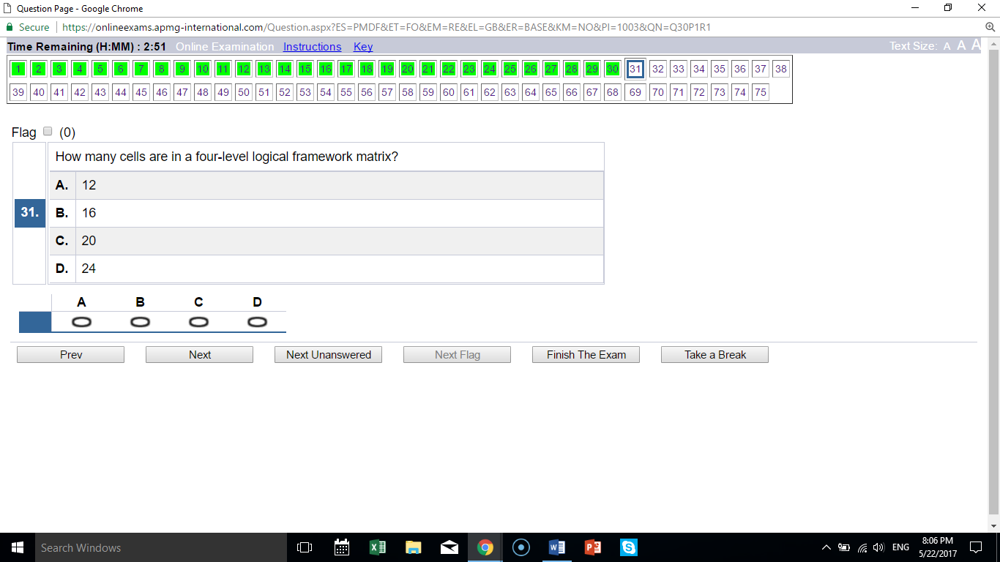 Question Page - Google Chrome
Secure https://onlineexams.apmg-international.com/Question.aspx?ES=PMDF&ET=FO&EM=RE&EL=GB&ER=BASE&KM=NO&PI=1003&QN=Q30P1R1
Time Remaining (H:MM) : 2:51 Online Examination Instructions Key Text Size: A A A
1 2 3 4 5 6 7 8 9 10 11 12 13 14 15 16 17 18 19 20 21 22 23 24 25 26 27 28 29 30 31 32 33 34 35 36 37 38
39 40 41 42 43 44 45 46 47 48 49 50 51 52 53 54 55 56 57 58 59 60 61 62 63 64 65 66 67 68 69 70 71 72 73 74 75
Flag (0)
How many cells are in a four-level logical framework matrix?
A. 12
31. B. 16
C. 20
D. 24
A B C D
Prev Next Next Unanswered Next Flag Finish The Exam Take a Break
Search Windows ENG 8:06 PM
5/22/2017